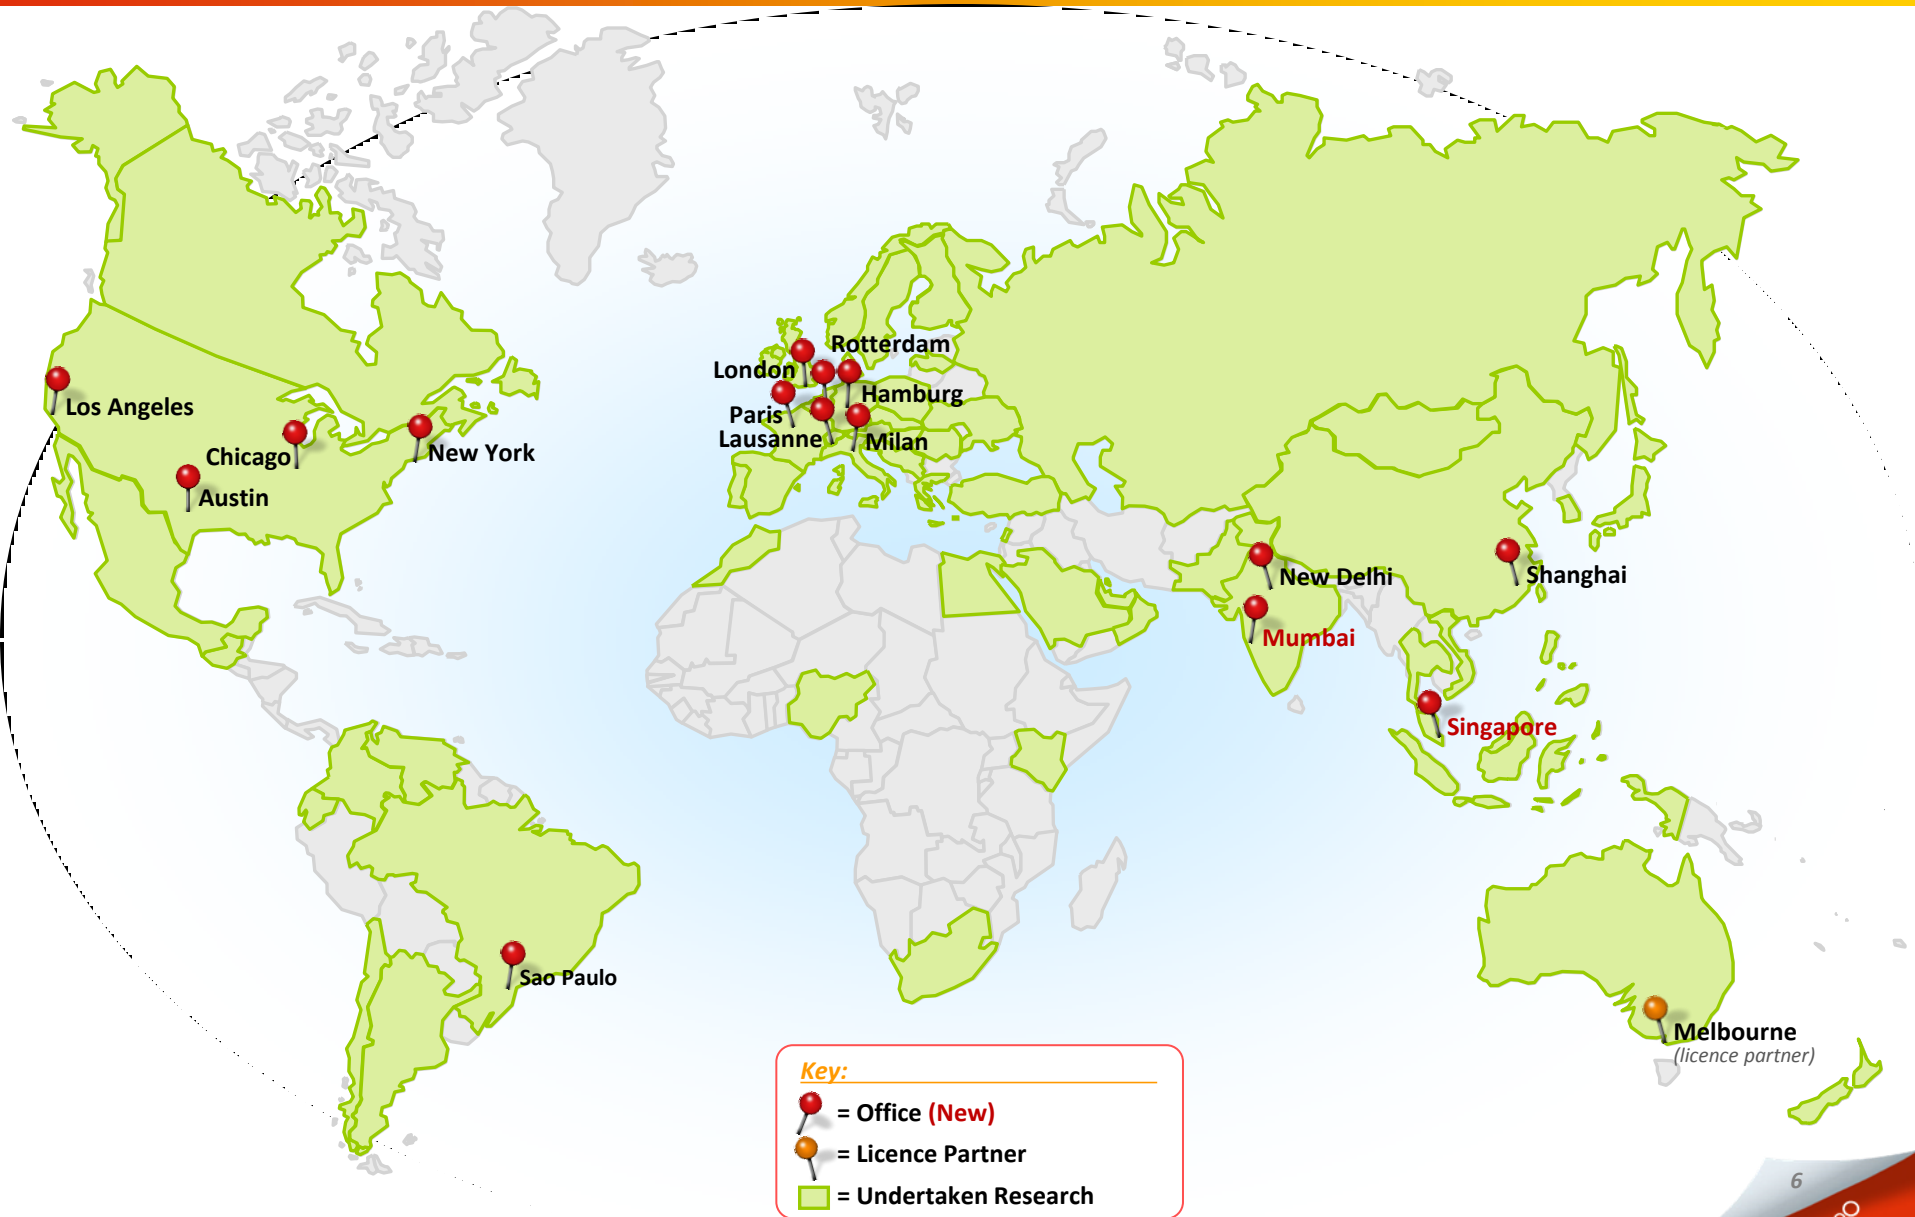 Rotterdam
London
Hamburg
Paris
Lausanne
Milan
Los Angeles
Chicago
New York
Austin
New Delhi
Shanghai
Mumbai
Singapore
Sao Paulo
Melbourne
(licence partner)
Key:
= Office (New)
= Licence Partner
= Undertaken Research
6